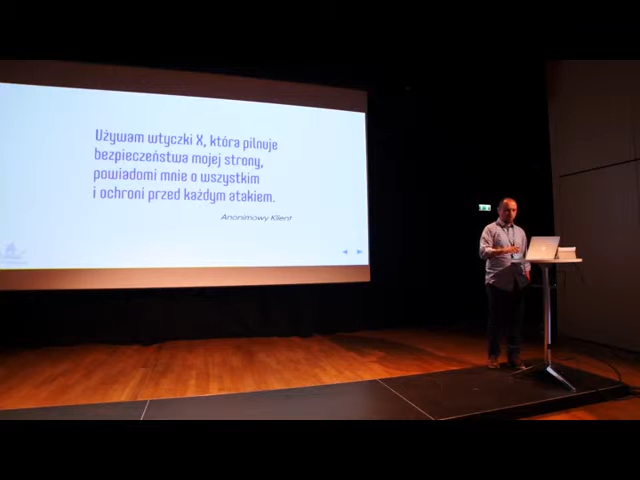 Używam wtyczki X, która pilnuje
bezpieczeństwa mojej strony,
powiadomi mnie o wszystkim
i ochroni przed każdym atakiem.
Anonimowy Klient